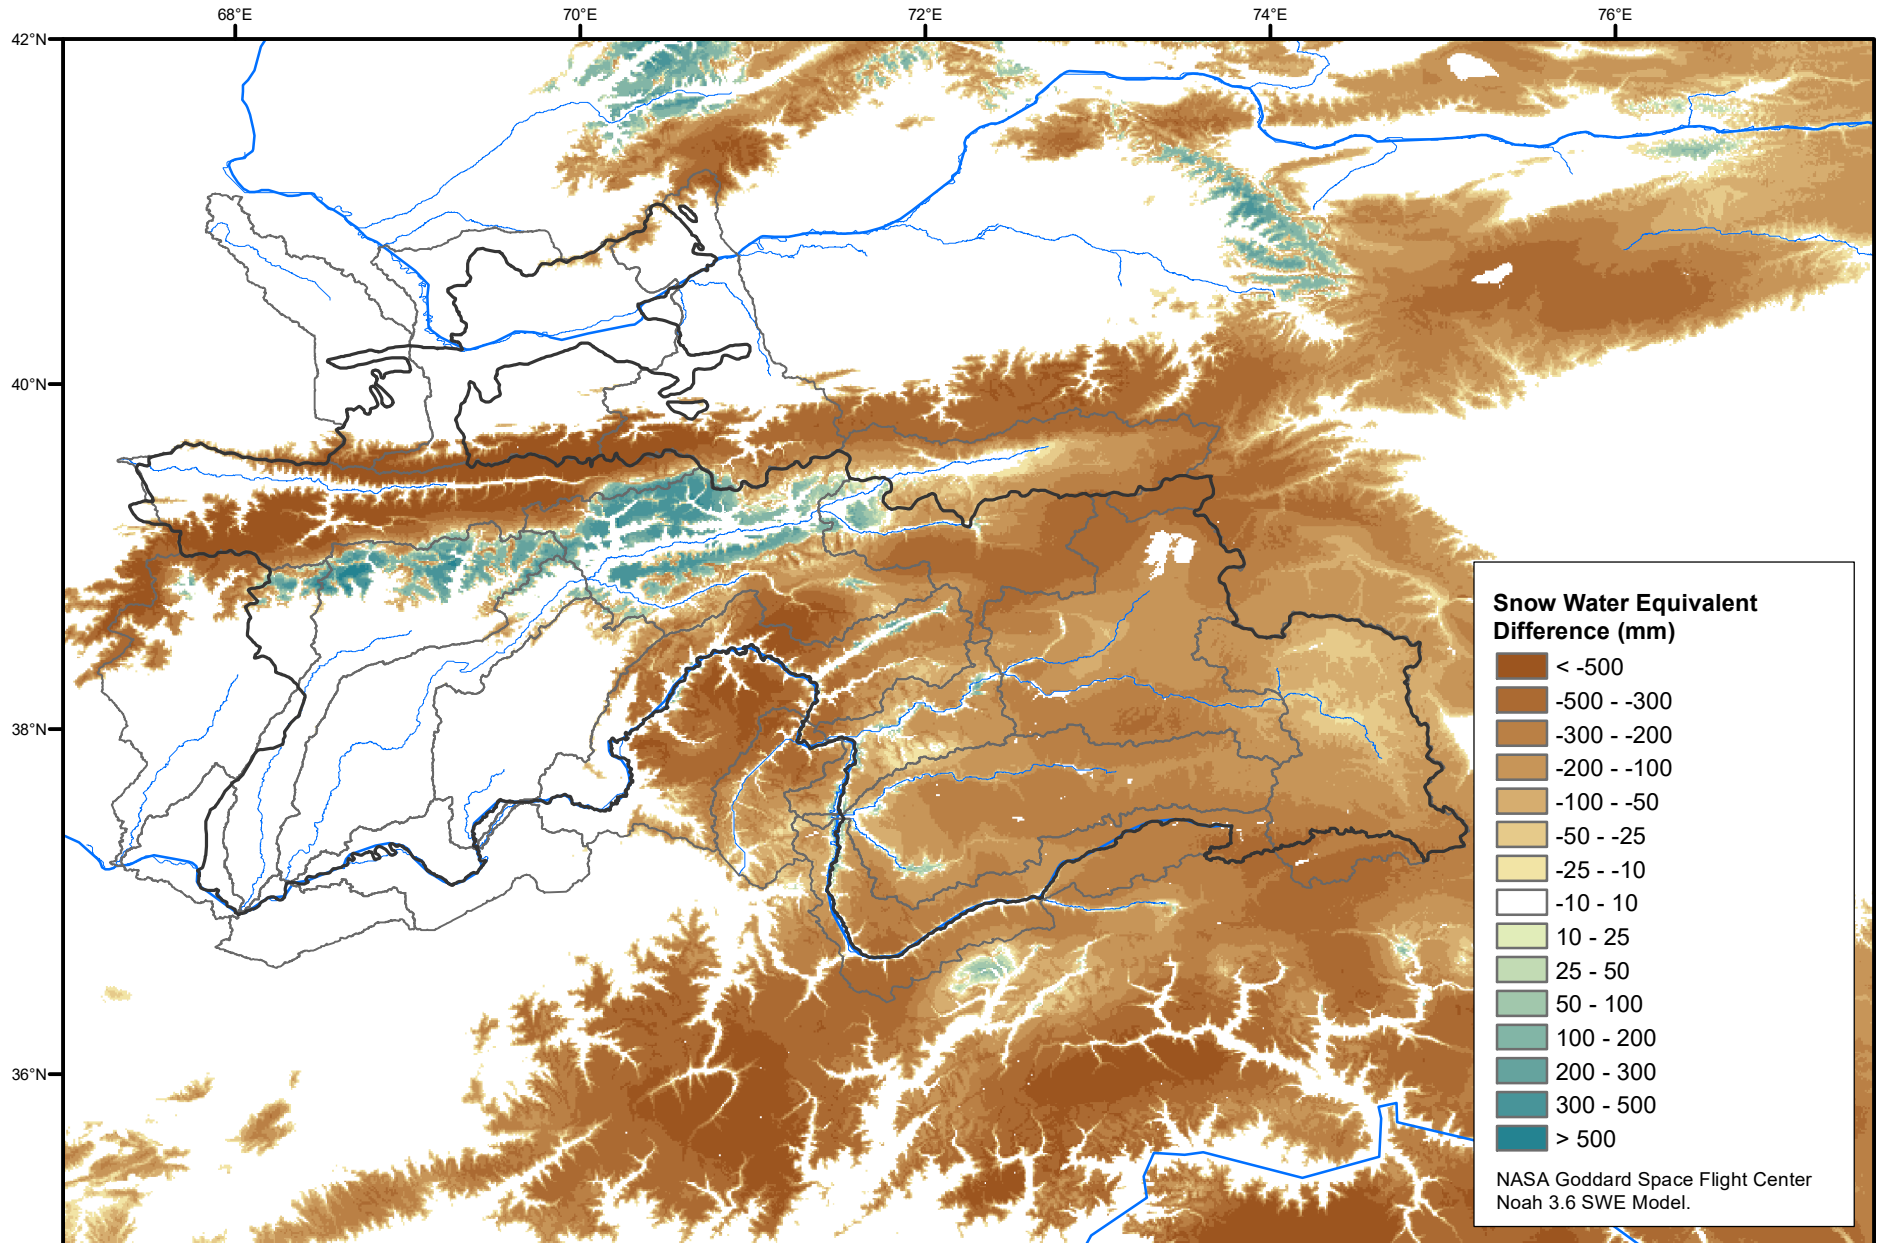 68°E 70°E 72°E 74°E 76°E
42°N
40°N
38°N
36°N
Snow Water Equivalent
Difference (mm)
< -500
-500 - -300
-300 - -200
-200 - -100
-100 - -50
-50 - -25
-25 - -10
-10 - 10
10 - 25
25 - 50
50 - 100
100 - 200
200 - 300
300 - 500
> 500
NASA Goddard Space Flight Center
Noah 3.6 SWE Model.